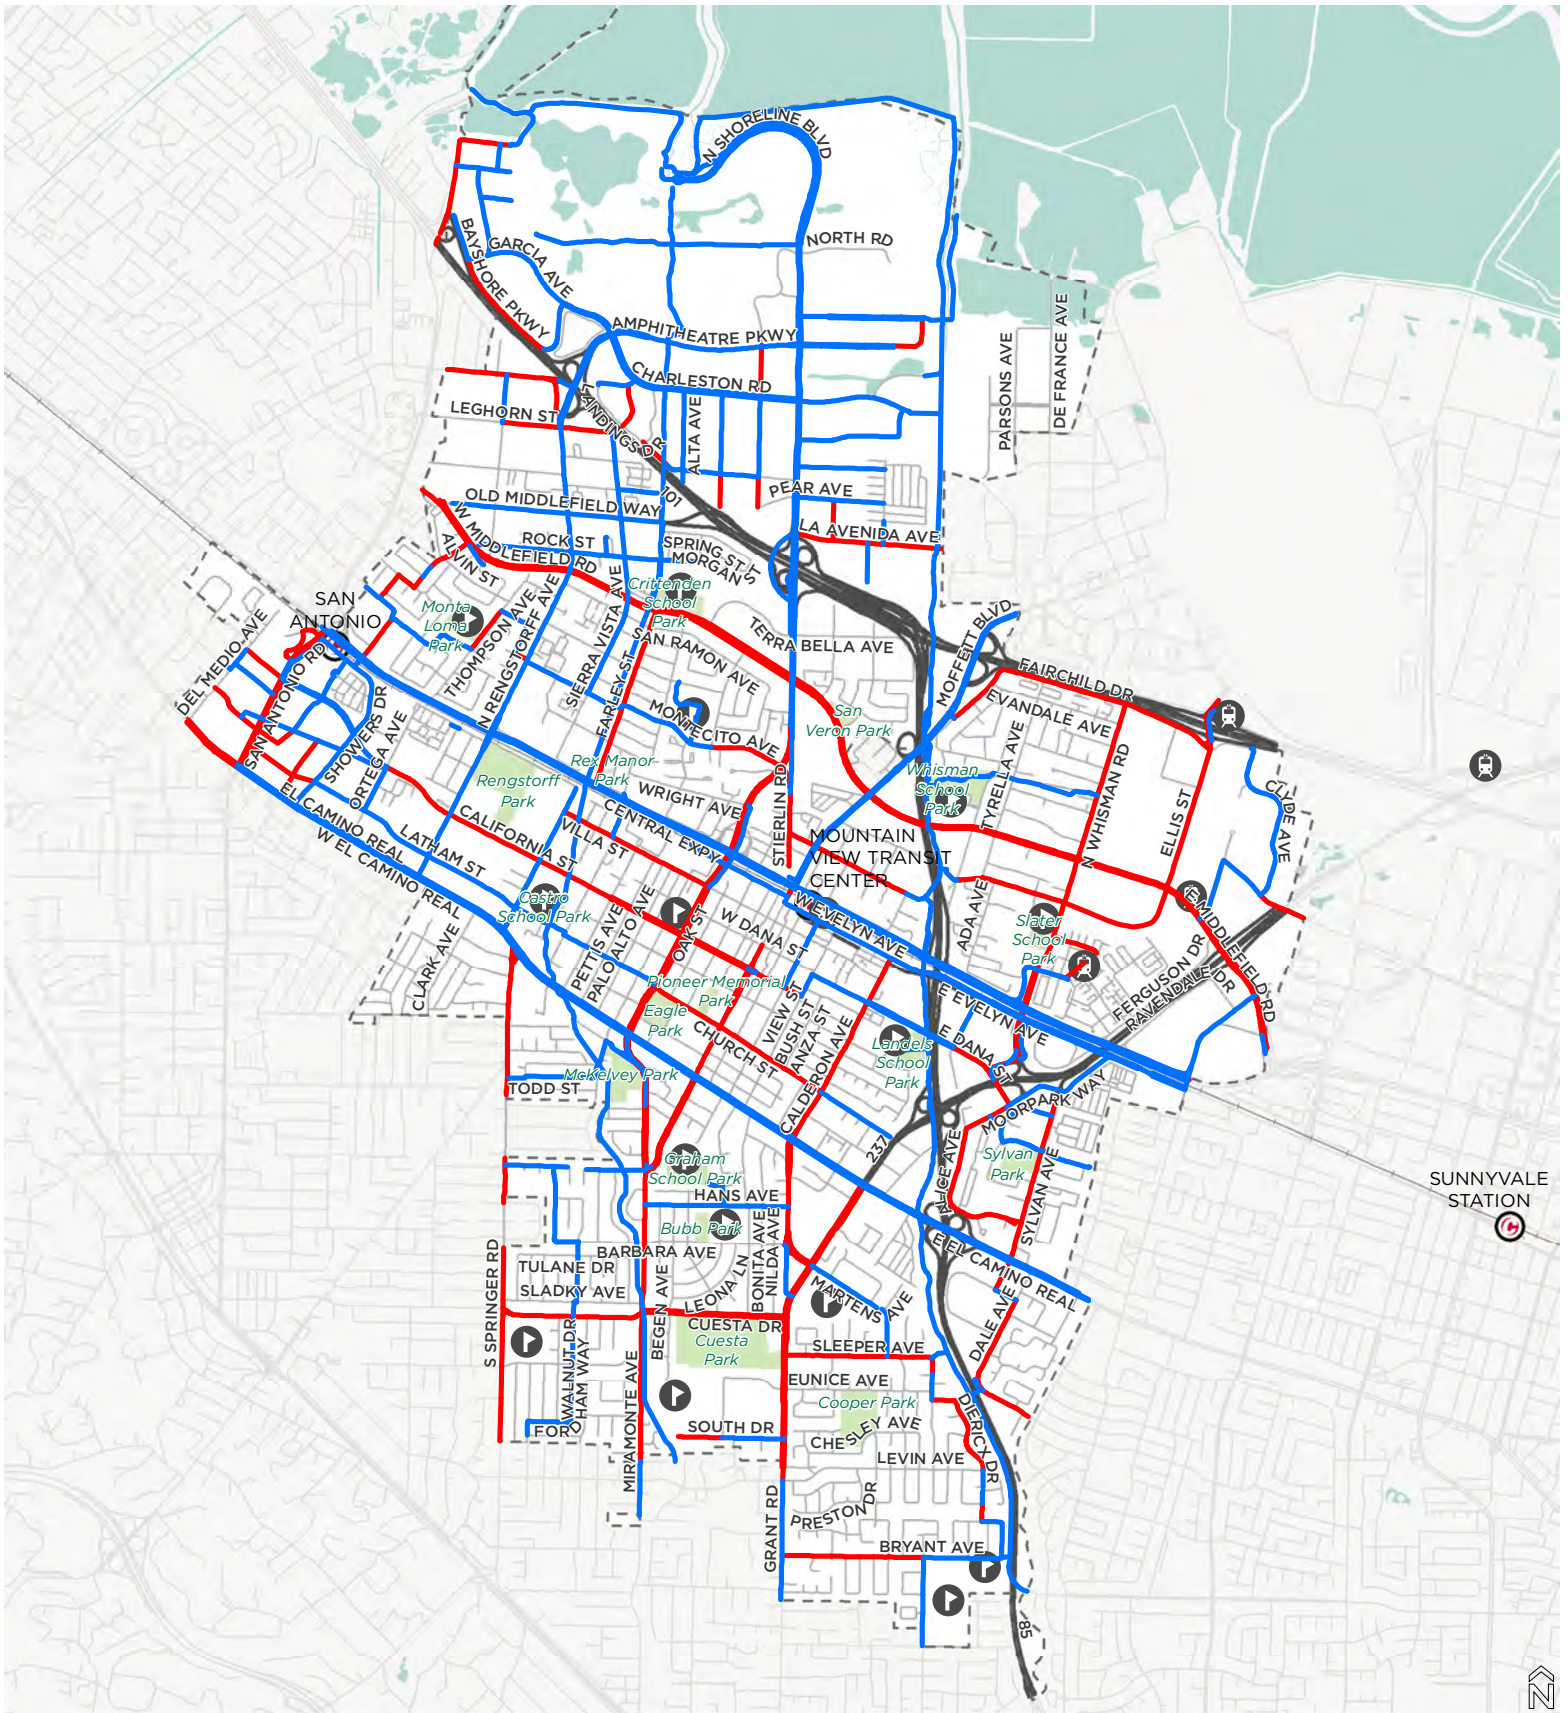 N SHORELINE BLVD
BAYSHORE PKWY
GARCIA AVE
NORTH RD
DE FRANCE AVE
PARSONS AVE
AMPHITHEATRE PKWY
CHARLESTON RD
LEGHORN ST
LANDINGS DR
ALTA AVE
101
PEAR AVE
OLD MIDDLEFIELD WAY
W MIDDLEFIELD RD
ROCK ST
LA AVENIDA AVE
SPRING ST
MORGAN ST
ALVIN ST
Crittenden
School
Park
SAN
ANTONIO
Monta
Loma
Park
THOMPSON AVE
N RENGSTORFF AVE
SIERRA VISTA AVE
FARLEY ST
SAN RAMON AVE
TERRA BELLA AVE
MOFFETT BLVD
FAIRCHILD DR
EVANDALE AVE
DEL MEDIO AVE
SAN ANTONIO RD
SHOWERS DR
ORTEGA AVE
MONTECITO AVE
San
Veron Park
Rex Manor
Park
Rengstorff
Park
WRIGHT AVE
STIERLIN RD
Whisman
School
Park
TYRELLA AVE
N WHISMAN RD
ELLIS ST
CLYDE AVE
EL CAMINO REAL
W EL CAMINO REAL
LATHAM ST
CALIFORNIA ST
VILLA ST
CENTRAL EXPY
MOUNTAIN
VIEW TRANSIT
CENTER
Castro
School Park
W EVELYN AVE
W DANA ST
OAK ST
PETTIS AVE
PALO ALTO AVE
CLARK AVE
ADA AVE
Slater
School
Park
E MIDDLEFIELD RD
FERGUSON DR
RAVENDALE DR
Pioneer Memorial
Park
Eagle
Park
CHURCH ST
VIEW ST
BUSH ST
ANZA ST
CALDERON AVE
E EVELYN AVE
E DANA ST
Landels
School
Park
McKelvey Park
TODD ST
MOORPARK WAY
237
ALICE AVE
Sylvan
Park
SYLVAN AVE
Graham
School Park
HANS AVE
Bubb Park
SUNNYVALE
STATION
BARBARA AVE
TULANE DR
SLADKY AVE
S SPRINGER RD
LEONA LN
BONITA AVE
NILDA AVE
BEGEN AVE
E EL CAMINO REAL
MARTENS AVE
DALE AVE
CUESTA DR
Cuesta
Park
SLEEPER AVE
EUNICE AVE
Cooper Park
CHESLEY AVE
LEVIN AVE
DIERICX DR
WALNUT DR
FORDHAM WAY
MIRAMONTE AVE
SOUTH DR
GRANT RD
PRESTON DR
BRYANT AVE
85
N